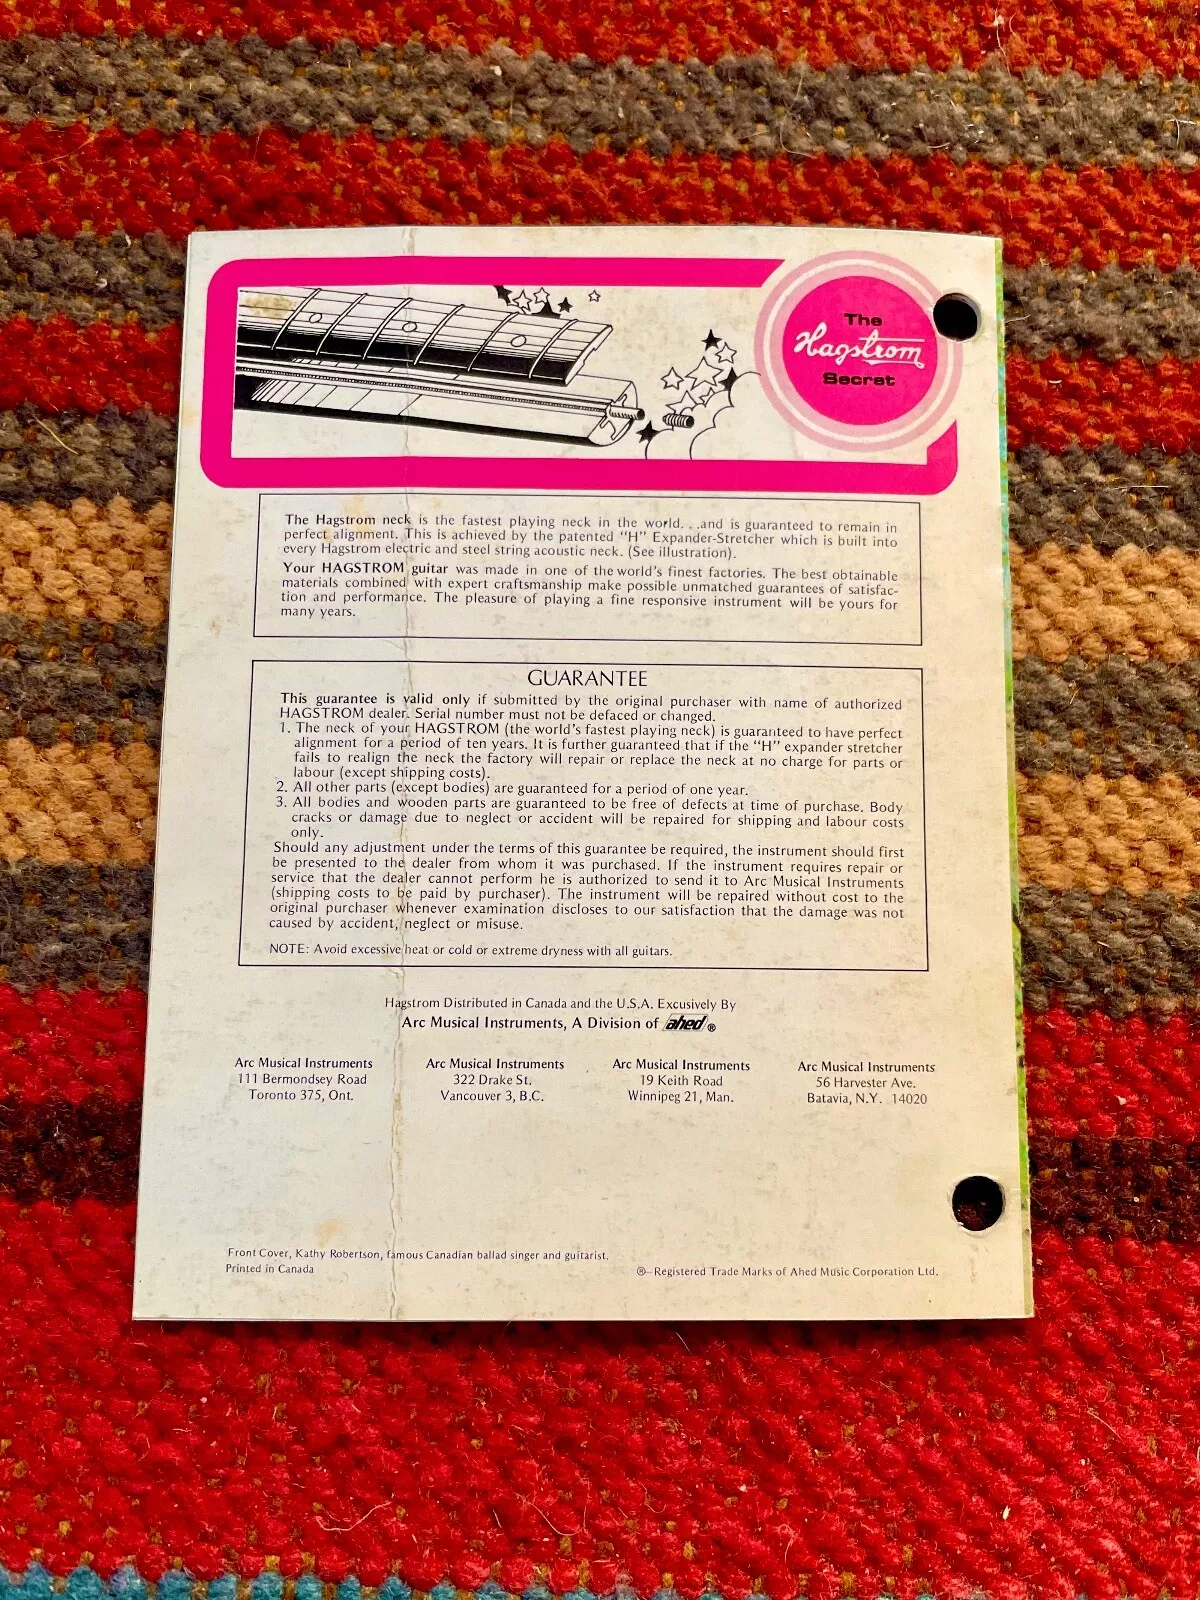 The
Hagstrom
Secret
The Hagstrom neck is the fastest playing neck in the world. . .and is guaranteed to remain in
perfect alignment. This is achieved by the patented "H" Expander-Stretcher which is built into
every Hagstrom electric and steel string acoustic neck. (See illustration).
Your HAGSTROM guitar was made in one of the world's finest factories. The best obtainable
materials combined with expert craftsmanship make possible unmatched guarantees of satisfac-
tion and performance. The pleasure of playing a fine responsive instrument will be yours for
many years.
GUARANTEE
This guarantee is valid only if submitted by the original purchaser with name of authorized
HAGSTROM dealer. Serial number must not be defaced or changed.
1. The neck of your HAGSTROM (the world's fastest playing neck) is guaranteed to have perfect
alignment for a period of ten years. It is further guaranteed that if the "H" expander stretcher
fails to realign the neck the factory will repair or replace the neck at no charge for parts or
labour (except shipping costs).
2. All other parts (except bodies) are guaranteed for a period of one year.
3. All bodies and wooden parts are guaranteed to be free of defects at time of purchase. Body
cracks or damage due to neglect or accident will be repaired for shipping and labour costs
only.
Should any adjustment under the terms of this guarantee be required, the instrument should first
be presented to the dealer from whom it was purchased. If the instrument requires repair or
service that the dealer cannot perform he is authorized to send it to Arc Musical Instruments
(shipping costs to be paid by purchaser). The instrument will be repaired without cost to the
original purchaser whenever examination discloses to our satisfaction that the damage was not
caused by accident, neglect or misuse.
NOTE: Avoid excessive heat or cold or extreme dryness with all guitars.
Hagstrom Distributed in Canada and the U.S.A. Excusively By
Arc Musical Instruments, A Division of ahed ®
Arc Musical Instruments
111 Bermondsey Road
Toronto 375, Ont.
Arc Musical Instruments
322 Drake St.
Vancouver 3, B.C.
Arc Musical Instruments
19 Keith Road
Winnipeg 21, Man.
Arc Musical Instruments
56 Harvester Ave.
Batavia, N.Y. 14020
Front Cover, Kathy Robertson, famous Canadian ballad singer and guitarist.
Printed in Canada
®—Registered Trade Marks of Ahed Music Corporation Ltd.